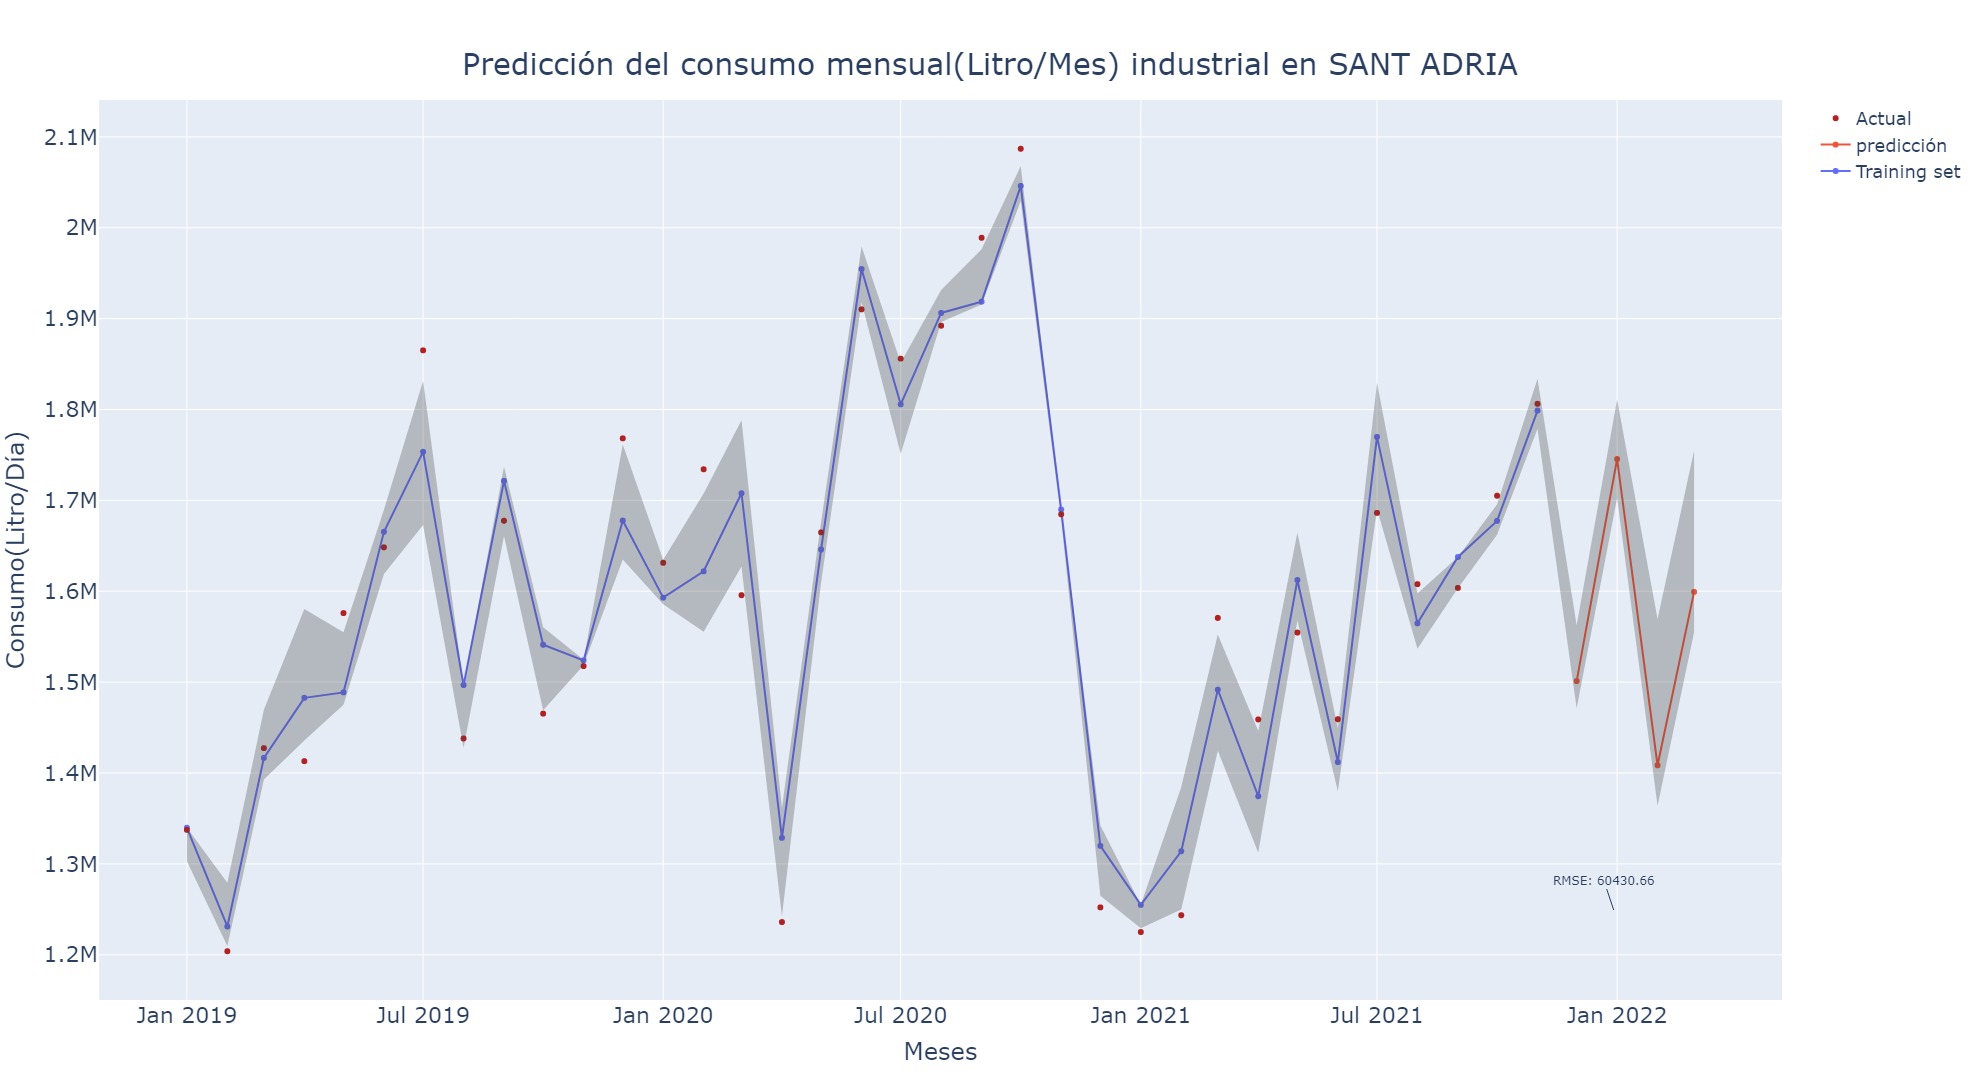 Predicción del consumo mensual(Litro/Mes) industrial en SANT ADRIA
Actual
predicción
Training set
Consumo(Litro/Día)
2.1M
2M
1.9M
1.8M
1.7M
1.6M
1.5M
1.4M
1.3M
1.2M
RMSE: 60430.66
Jan 2019
Jul 2019
Jan 2020
Jul 2020
Jan 2021
Jul 2021
Jan 2022
Meses